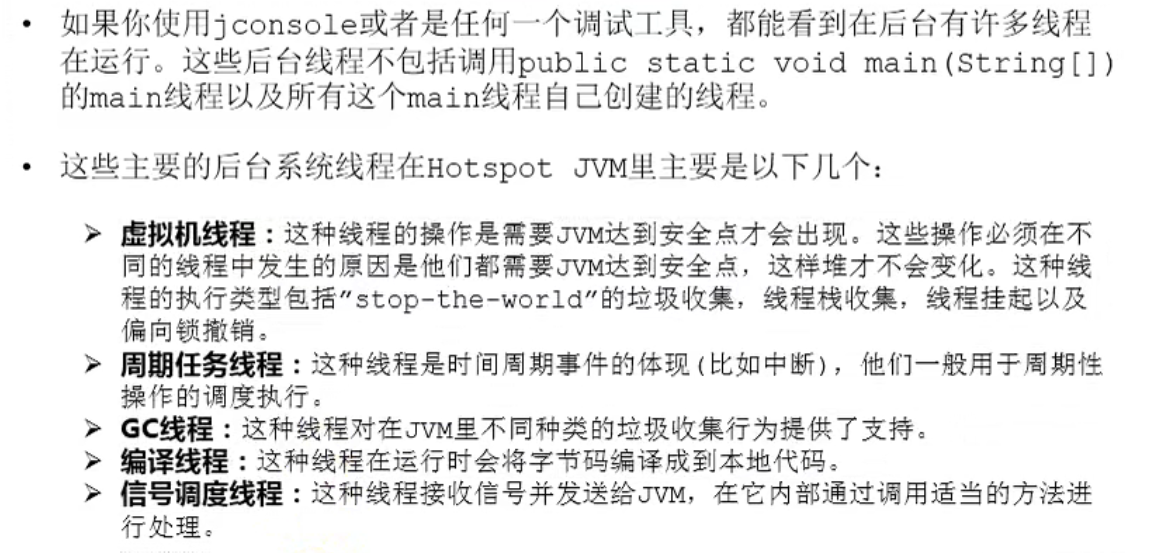 • 如果你使用jconsole或者是任何一个调试工具，都能看到在后台有许多线程
在运行。这些后台线程不包括调用public static void main(String[])
的main线程以及所有这个main线程自己创建的线程。
• 这些主要的后台系统线程在Hotspot JVM里主要是以下几个：
➢ 虚拟机线程：这种线程的操作是需要JVM达到安全点才会出现。这些操作必须在不
同的线程中发生的原因是他们都需要JVM达到安全点，这样堆才不会变化。这种线
程的执行类型包括"stop-the-world"的垃圾收集，线程栈收集，线程挂起以及
偏向锁撤销。
➢ 周期任务线程：这种线程是时间周期事件的体现(比如中断)，他们一般用于周期性
操作的调度执行。
➢ GC线程：这种线程对在JVM里不同种类的垃圾收集行为提供了支持。
➢ 编译线程：这种线程在运行时会将字节码编译成到本地代码。
➢ 信号调度线程：这种线程接收信号并发送给JVM，在它内部通过调用适当的方法进
行处理。